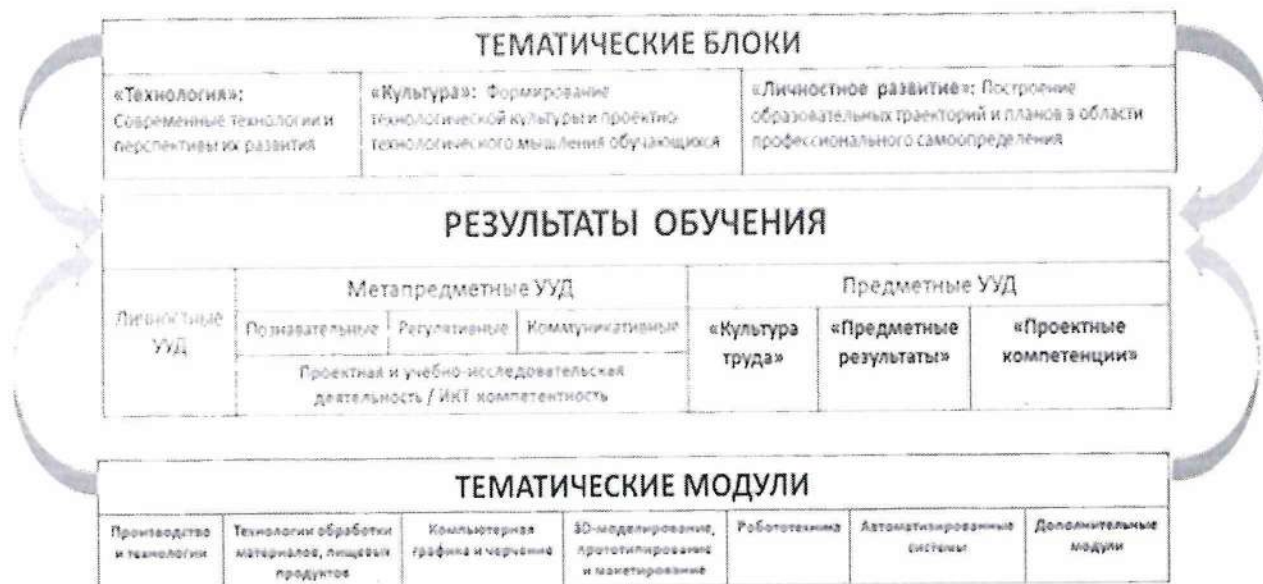 ТЕМАТИЧЕСКИЕ БЛОКИ
«Технология»:
Современные технологии и
перспективы их развития
«Культура»: Формирование
технологической культуры и проектно-
технологического мышления обучающихся
«Личностное развитие»: Построение
образовательных траекторий и планов в области
профессионального самоопределения
РЕЗУЛЬТАТЫ ОБУЧЕНИЯ
Личностные
УУД
Метапредметные УУД
Познавательные
Регулятивные
Коммуникативные
Проектная и учебно-исследовательская
деятельность / ИКТ компетентность
Предметные УУД
«Культура
труда»
«Предметные
результаты»
«Проектные
компетенции»
ТЕМАТИЧЕСКИЕ МОДУЛИ
Производство
и технологии
Технологии обработки
материалов, пищевых
продуктов
Компьютерная
графика и черчение
3D-моделирование,
прототипирование
и макетирование
Робототехника
Автоматизированные
системы
Дополнительные
модули